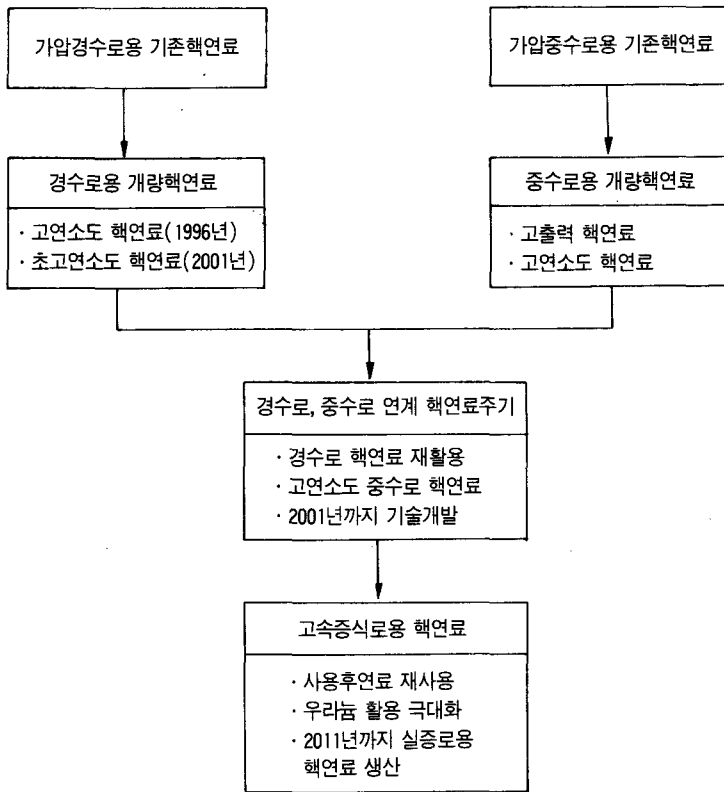 가압경수로용 기존핵연료
가압중수로용 기존핵연료
경수로용 개량핵연료
· 고연소도 핵연료(1996년)
· 초고연소도 핵연료(2001년)
중수로용 개량핵연료
· 고출력 핵연료
· 고연소도 핵연료
경수로, 중수로 연계 핵연료주기
· 경수로 핵연료 재활용
· 고연소도 중수로 핵연료
· 2001년까지 기술개발
고속증식로용 핵연료
· 사용후연료 재사용
· 우라늄 활용 극대화
· 2011년까지 실증로용
핵연료 생산